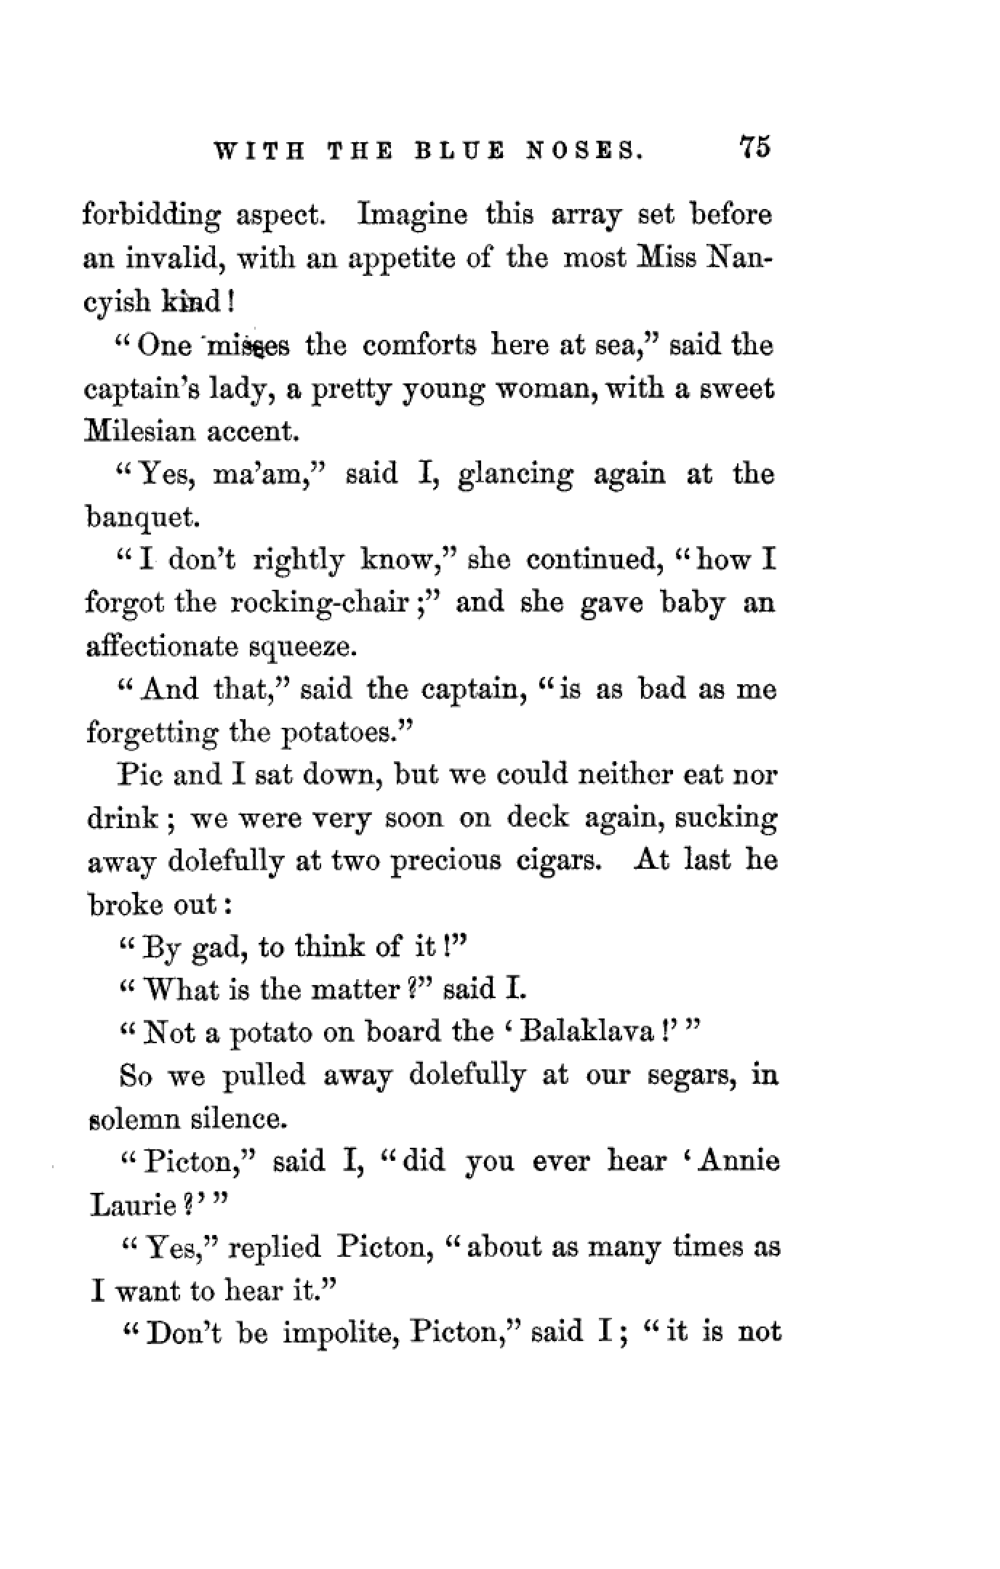 WITH THE BLUE NOSES. 75
forbidding aspect. Imagine this array set before
an invalid, with an appetite of the most Miss Nan-
cyish kind!
“One misses the comforts here at sea,” said the
captain’s lady, a pretty young woman, with a sweet
Milesian accent.
“Yes, ma’am,” said I, glancing again at the
banquet.
“I don’t rightly know,” she continued, “how I
forgot the rocking-chair;” and she gave baby an
affectionate squeeze.
“And that,” said the captain, “is as bad as me
forgetting the potatoes.”
Pic and I sat down, but we could neither eat nor
drink; we were very soon on deck again, sucking
away dolefully at two precious cigars. At last he
broke out:
“By gad, to think of it!”
“What is the matter?” said I.
“Not a potato on board the ‘Balaklava!’”
So we pulled away dolefully at our segars, in
solemn silence.
“Picton,” said I, “did you ever hear ‘Annie
Laurie?’”
“Yes,” replied Picton, “about as many times as
I want to hear it.”
“Don’t be impolite, Picton,” said I; “it is not